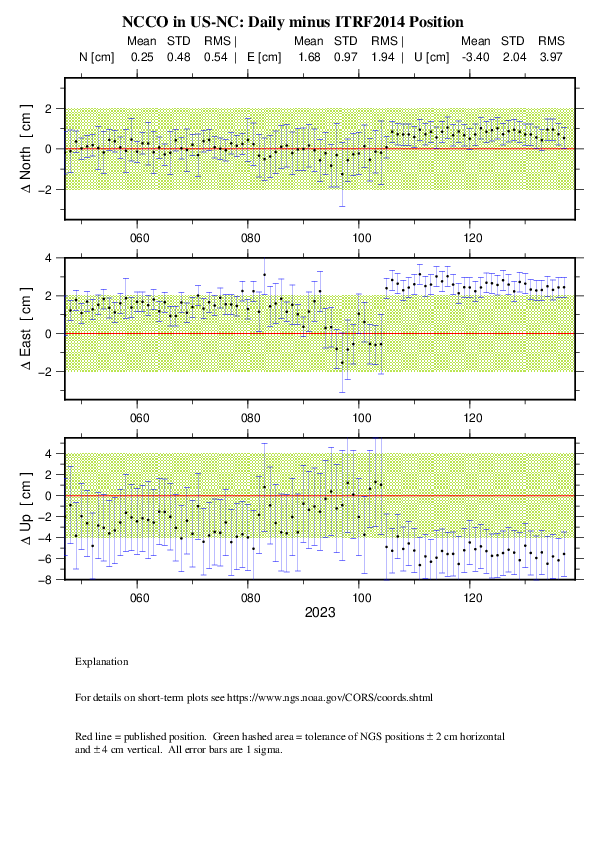 NCCO in US-NC: Daily minus ITRF2014 Position
Mean STD RMS | Mean STD RMS | Mean STD RMS
N [cm] 0.25 0.48 0.54 | E [cm] 1.68 0.97 1.94 | U [cm] -3.40 2.04 3.97
Δ North [ cm ]
2
0
−2
060 080 100 120
Δ East [ cm ]
4
2
0
−2
060 080 100 120
Δ Up [ cm ]
4
2
0
−2
−4
−6
−8
060 080 100 120
2023
Explanation
For details on short-term plots see https://www.ngs.noaa.gov/CORS/coords.shtml
Red line = published position. Green hashed area = tolerance of NGS positions ± 2 cm horizontal
and ± 4 cm vertical. All error bars are 1 sigma.